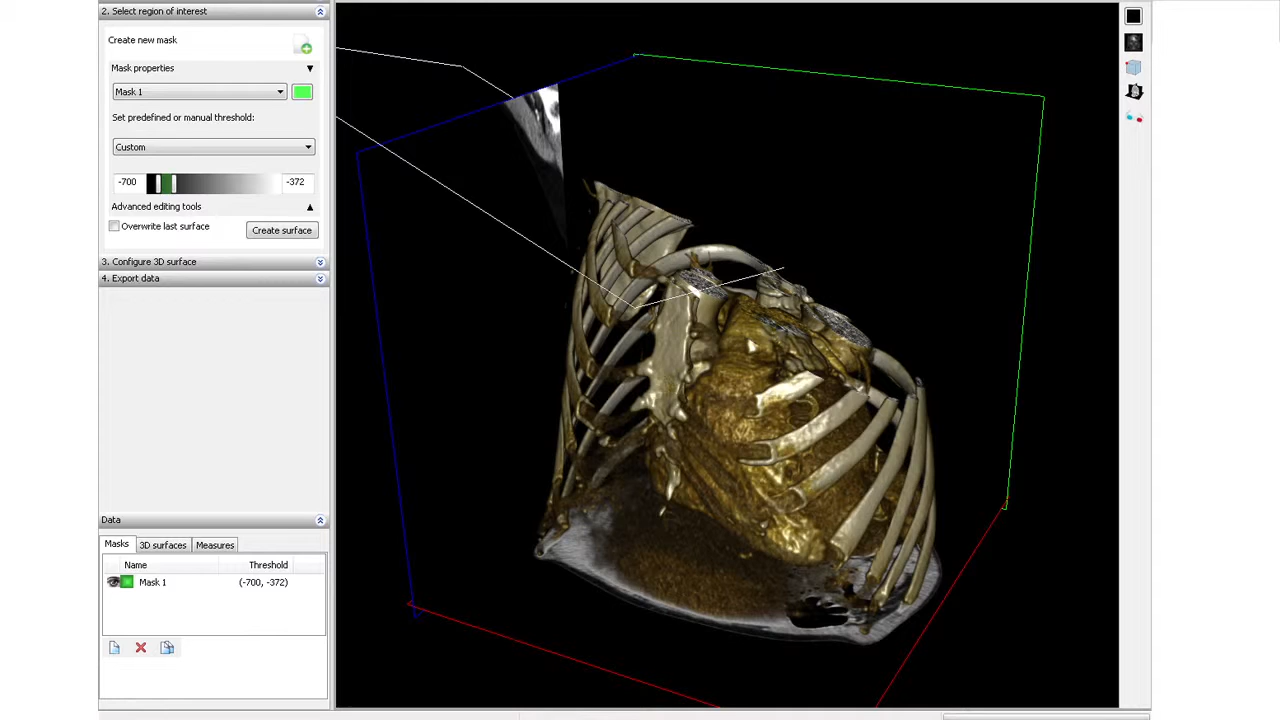 2. Select region of interest
Create new mask
Mask properties
Mask 1
Set predefined or manual threshold:
Custom
-700 -372
Advanced editing tools
Overwrite last surface Create surface
3. Configure 3D surface
4. Export data
Data
Masks 3D surfaces Measures
Name Threshold
Mask 1 (-700, -372)